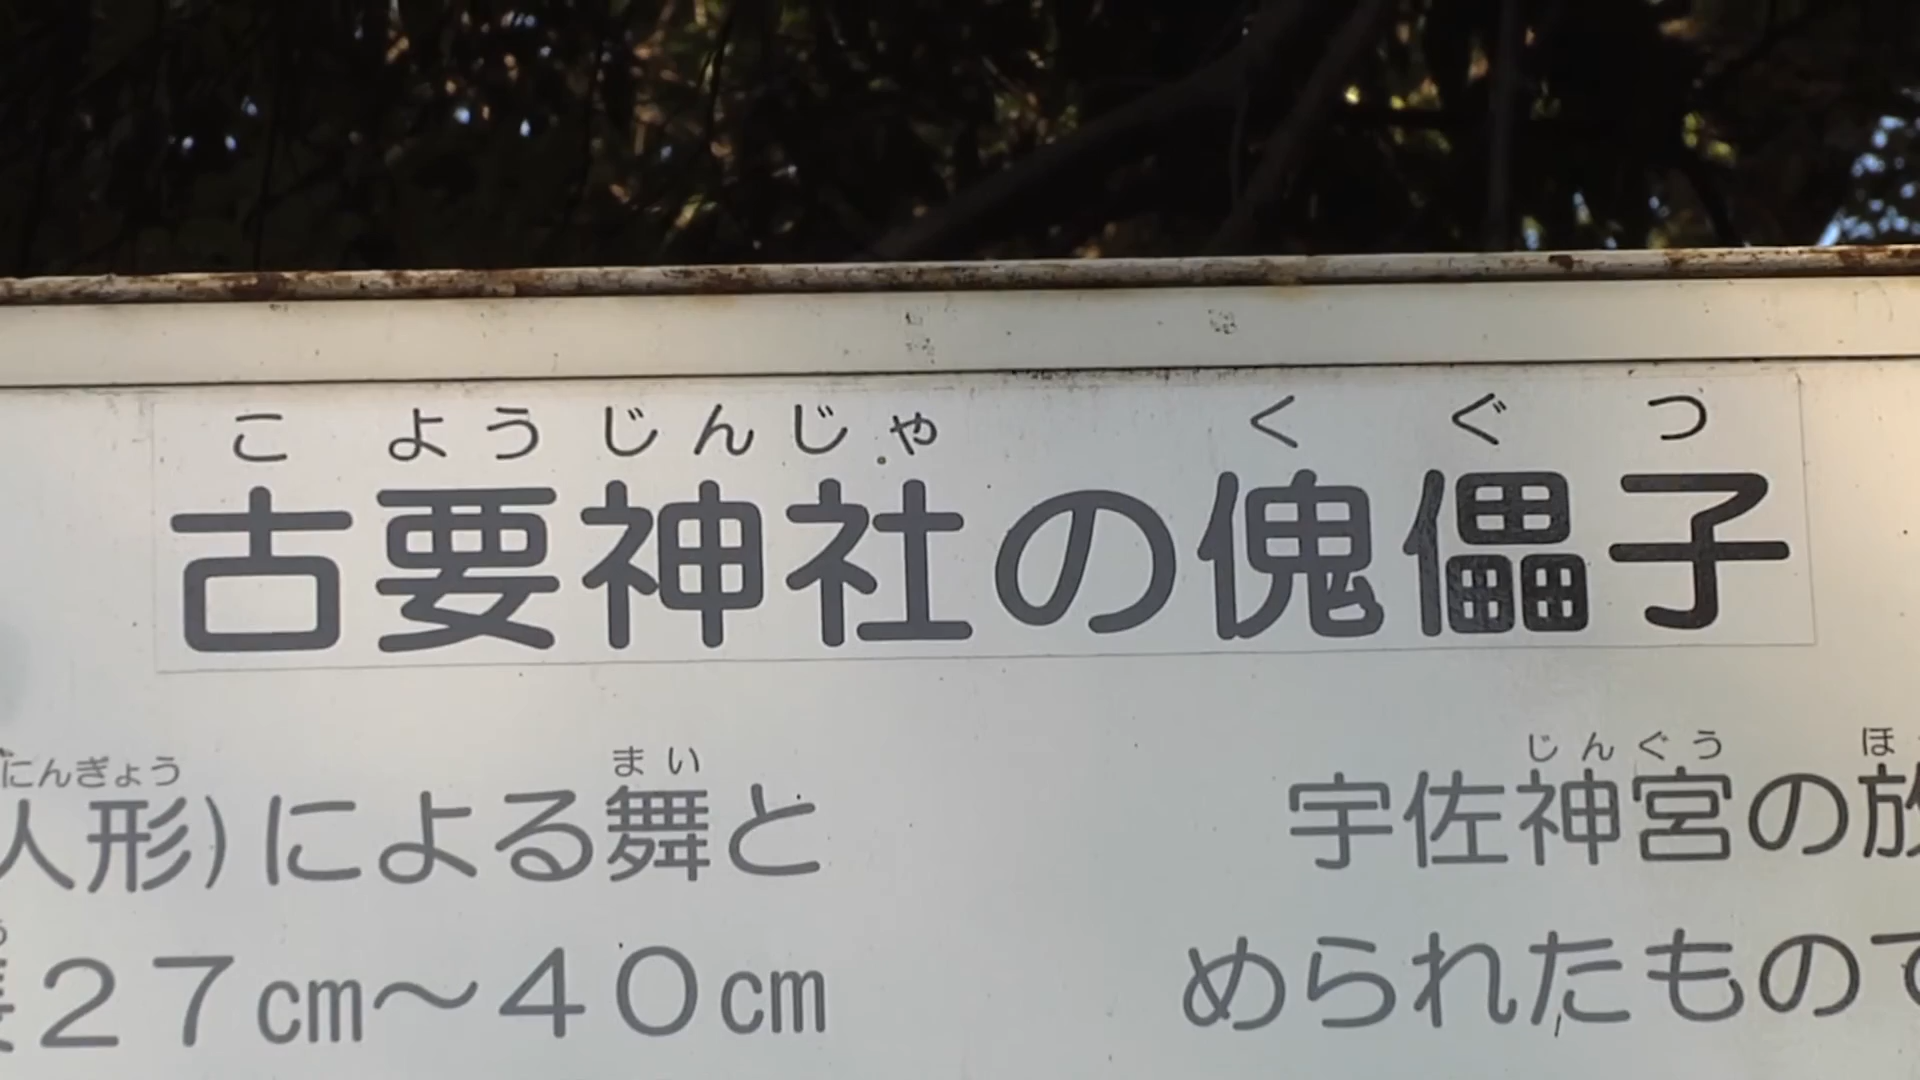 こようじんじゃ くぐつ
古要神社の傀儡子
にんぎょう まい
人形)による舞と
27cm~40cm
じんぐう ほ
宇佐神宮の放
められたもので